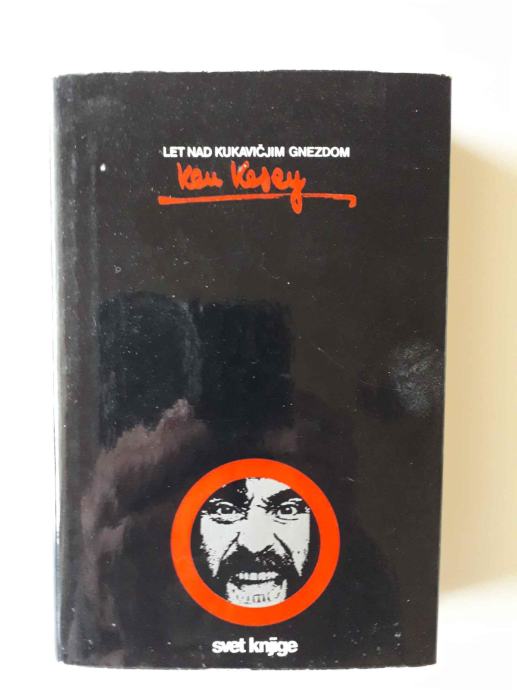 LET NAD KUKAVIČJIM GNEZDOM
Ken Kesey
svet knjige